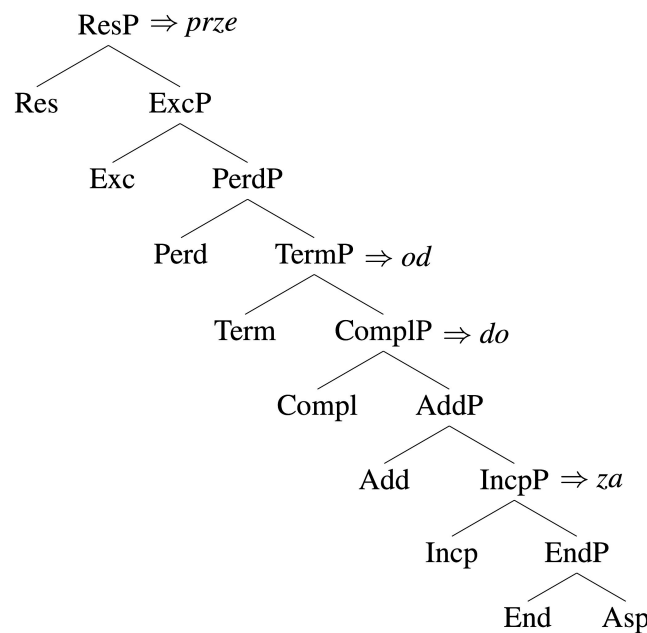 ResP ⇒ prze
Res ExcP
Exc PerdP
Perd TermP ⇒ od
Term ComplP ⇒ do
Compl AddP
Add IncpP ⇒ za
Incp EndP
End Asp